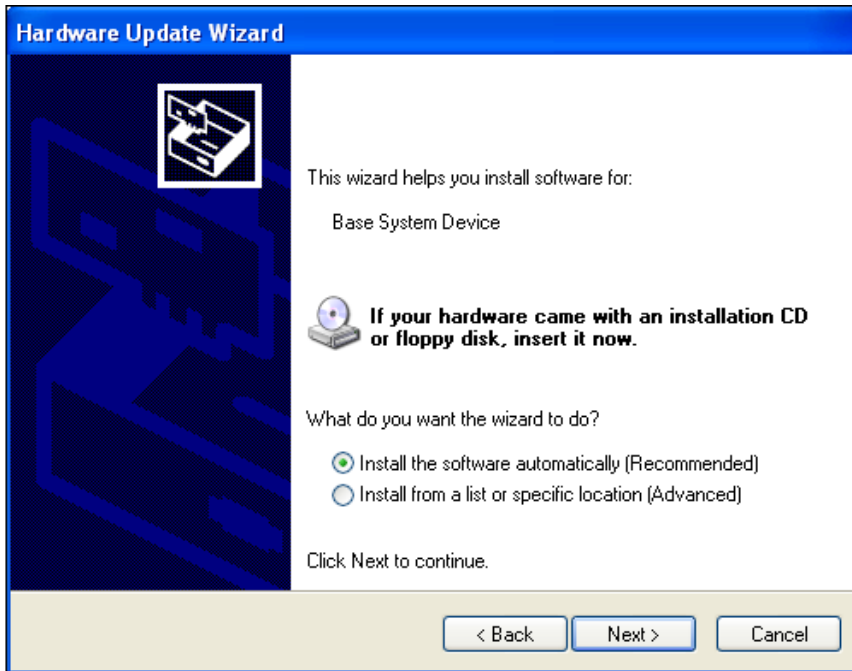 Hardware Update Wizard
This wizard helps you install software for:
Base System Device
If your hardware came with an installation CD
or floppy disk, insert it now.
What do you want the wizard to do?
Install the software automatically (Recommended)
Install from a list or specific location (Advanced)
Click Next to continue.
< Back
Next >
Cancel